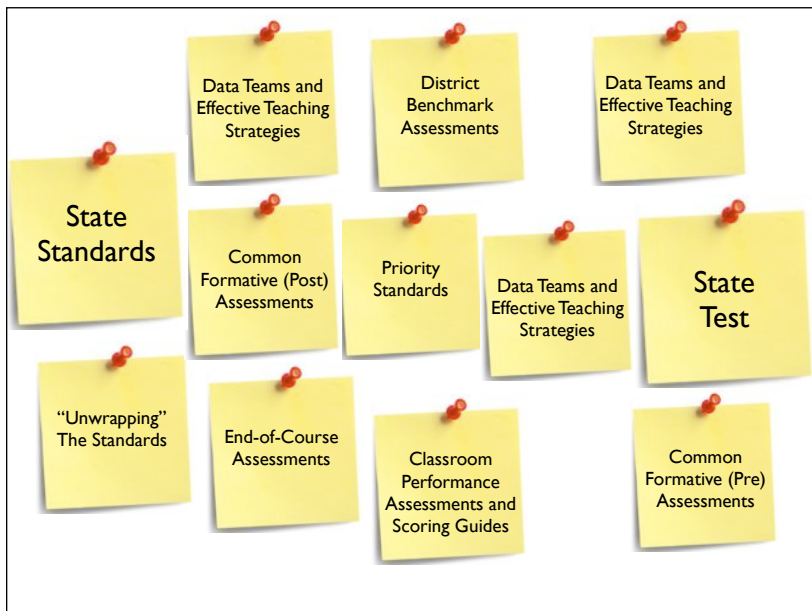 Data Teams and
Effective Teaching
Strategies
District
Benchmark
Assessments
Data Teams and
Effective Teaching
Strategies
State
Standards
Common
Formative (Post)
Assessments
Priority
Standards
Data Teams and
Effective Teaching
Strategies
State
Test
“Unwrapping”
The Standards
End-of-Course
Assessments
Classroom
Performance
Assessments and
Scoring Guides
Common
Formative (Pre)
Assessments